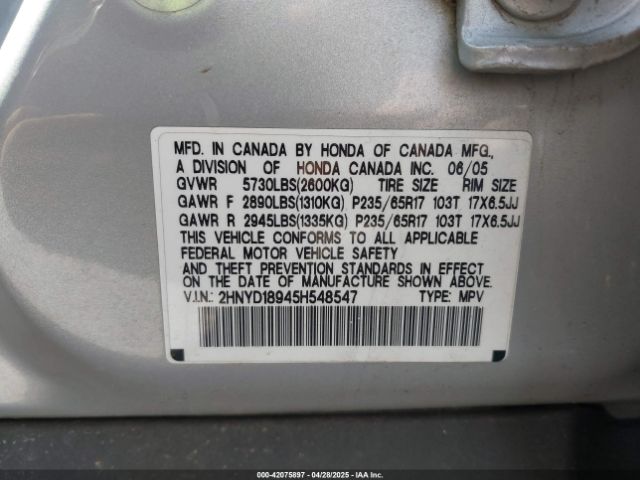 MFD. IN CANADA BY HONDA OF CANADA MFG.,
A DIVISION OF HONDA CANADA INC. 06/05
GVWR 5730LBS(2600KG) TIRE SIZE RIM SIZE
GAWR F 2890LBS(1310KG) P235/65R17 103T 17X6.5JJ
GAWR R 2945LBS(1335KG) P235/65R17 103T 17X6.5JJ
THIS VEHICLE CONFORMS TO ALL APPLICABLE
FEDERAL MOTOR VEHICLE SAFETY
AND THEFT PREVENTION STANDARDS IN EFFECT
ON THE DATE OF MANUFACTURE SHOWN ABOVE.
V.I.N.: 2HNYD18945H548547 TYPE: MPV
000-42075897 - 04/28/2025 - IAAI.COM - COPART